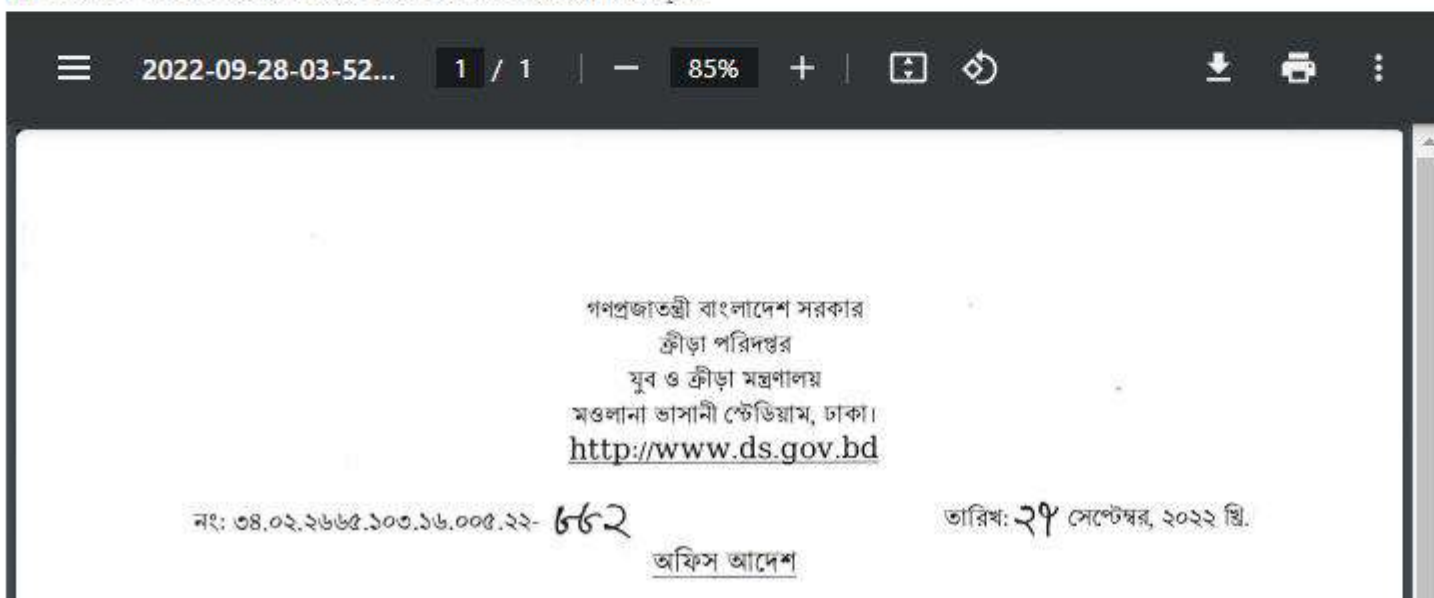 2022-09-28-03-52... 1 / 1 | − 85% + |
গণপ্রজাতন্ত্রী বাংলাদেশ সরকার
ক্রীড়া পরিদপ্তর
যুব ও ক্রীড়া মন্ত্রণালয়
মওলানা ভাসানী স্টেডিয়াম, ঢাকা।
http://www.ds.gov.bd
নং: ৩৪.০২.২৬৬৫.১০৩.১৬.০০৫.২২- ৮৮২ তারিখ: ২৭ সেপ্টেম্বর, ২০২২ খ্রি.
অফিস আদেশ